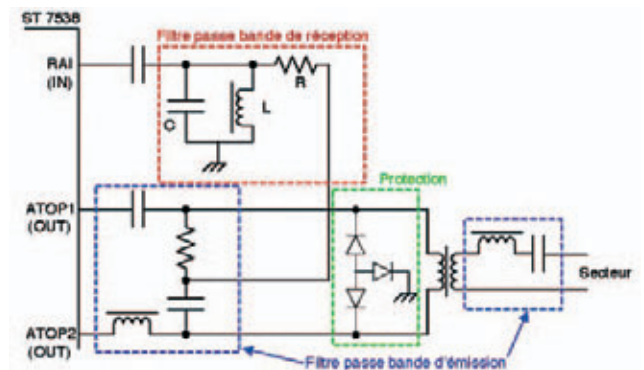 ST 7538
Filtre passe bande de réception
RAI
(IN)
R
C
L
Protection
ATOP1
(OUT)
Secteur
ATOP2
(OUT)
Filtre passe bande d'émission